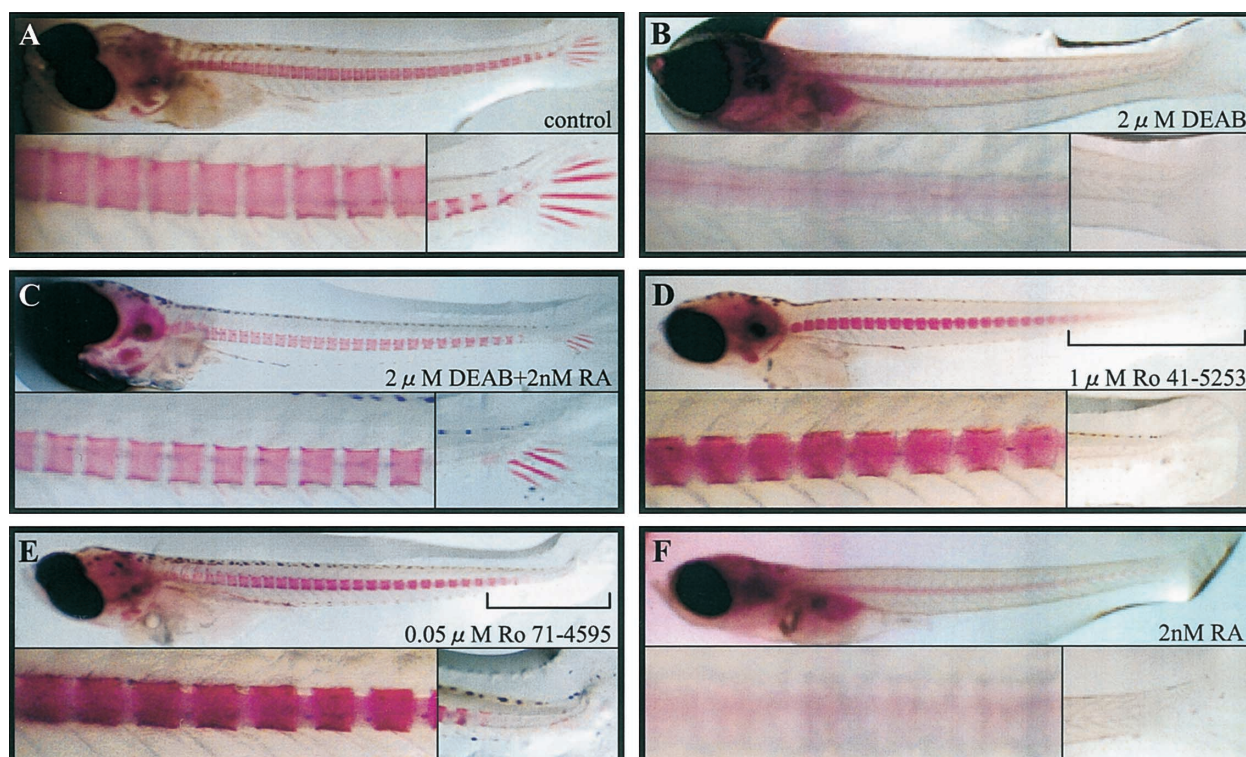 A
control
B
2 μ M DEAB
C
2 μ M DEAB+2nM RA
D
1 μ M Ro 41-5253
E
0.05 μ M Ro 71-4595
F
2nM RA